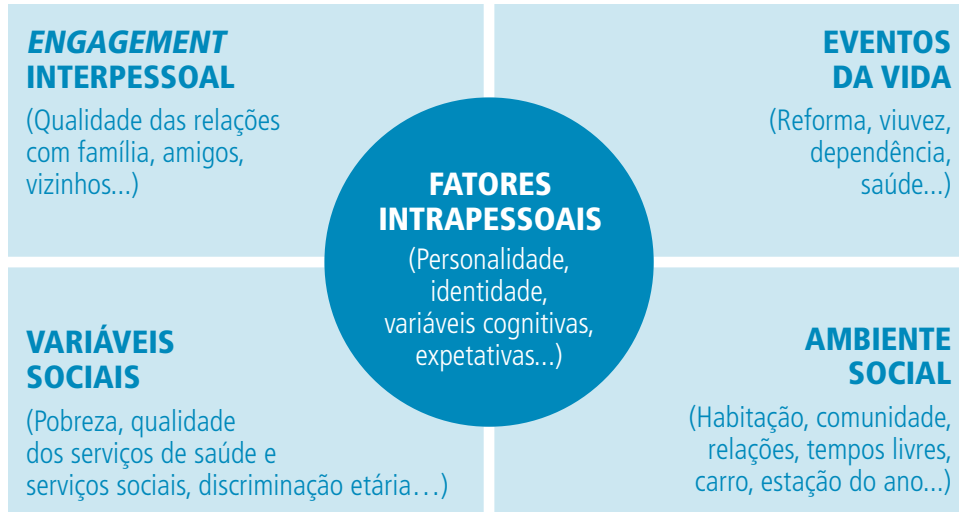 ENGAGEMENT
INTERPESSOAL
(Qualidade das relações
com família, amigos,
vizinhos...)
EVENTOS
DA VIDA
(Reforma, viuvez,
dependência,
saúde...)
FATORES
INTRAPESSOAIS
(Personalidade,
identidade,
variáveis cognitivas,
expetativas...)
VARIÁVEIS
SOCIAIS
(Pobreza, qualidade
dos serviços de saúde e
serviços sociais, discriminação etária…)
AMBIENTE
SOCIAL
(Habitação, comunidade,
relações, tempos livres,
carro, estação do ano...)